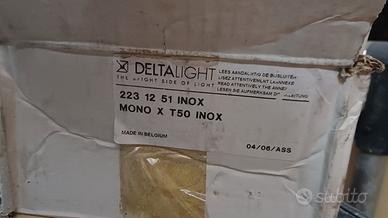 DELTALIGHT
THE BRIGHT SIDE OF LIGHT
LEES AANDACHTIG DE BIJSLUITER
LISEZ ATTENTIVEMENT L'ANNEXE
READ ATTENTIVELY THE ANNEX
LESEN SIE AUFMERKSAM DIE
223 12 51 INOX
MONO X T50 INOX
MADE IN BELGIUM
04/06/ASS
subito